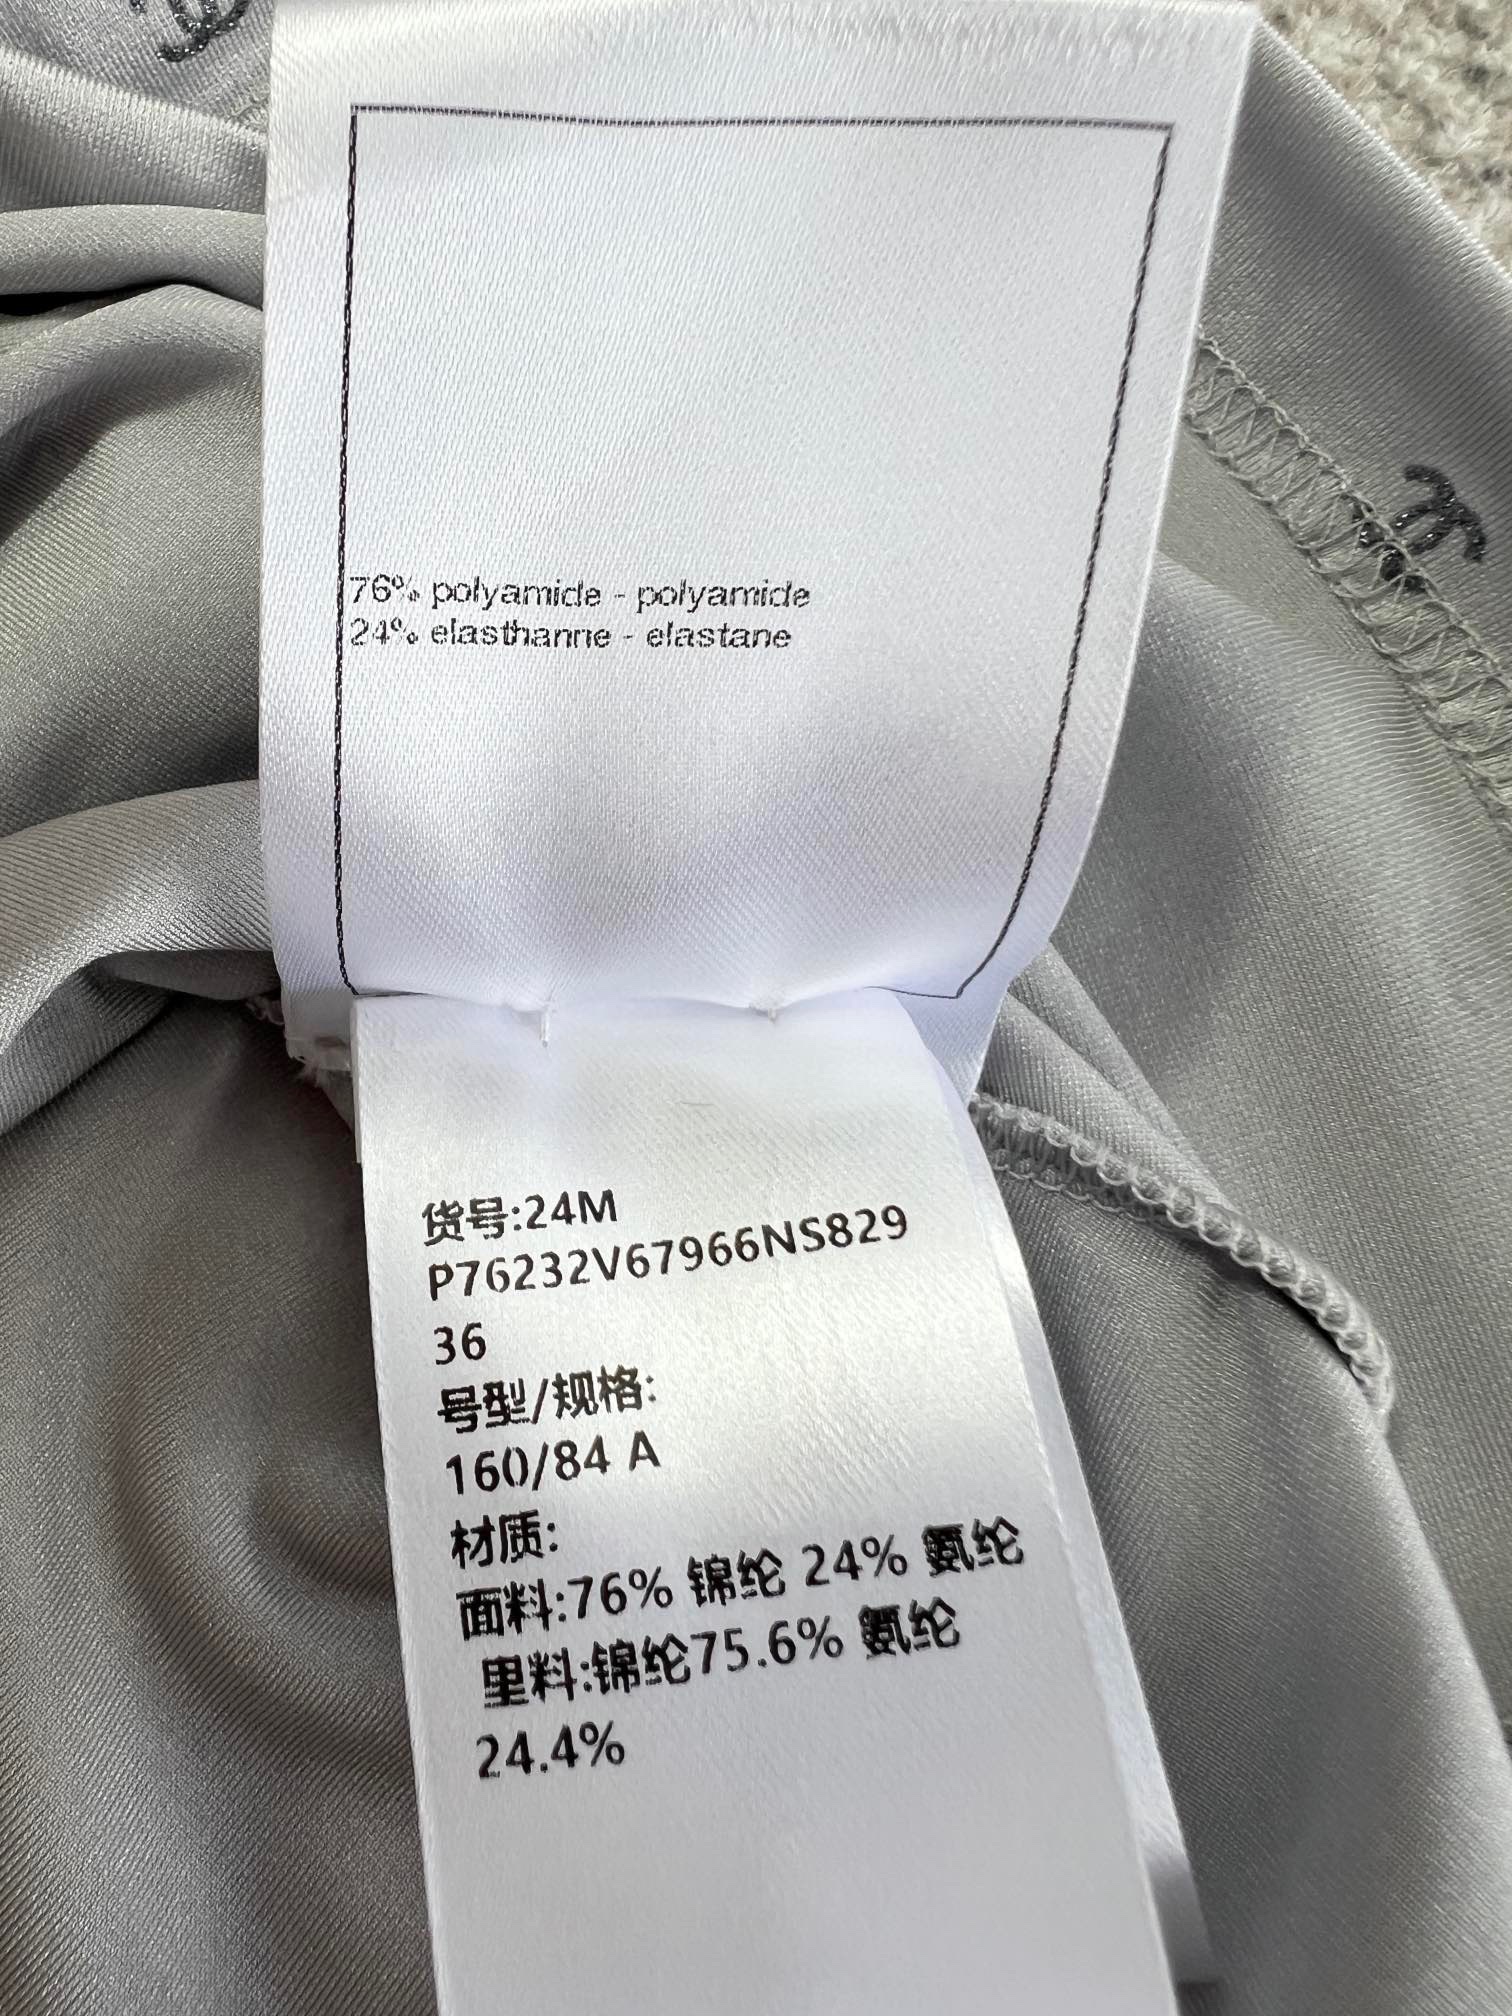 76% polyamide - polyamide
24% elasthanne - elastane
货号:24M
P76232V67966NS829
36
号型/规格:
160/84 A
材质:
面料:76% 锦纶 24% 氨纶
里料:锦纶75.6% 氨纶
24.4%